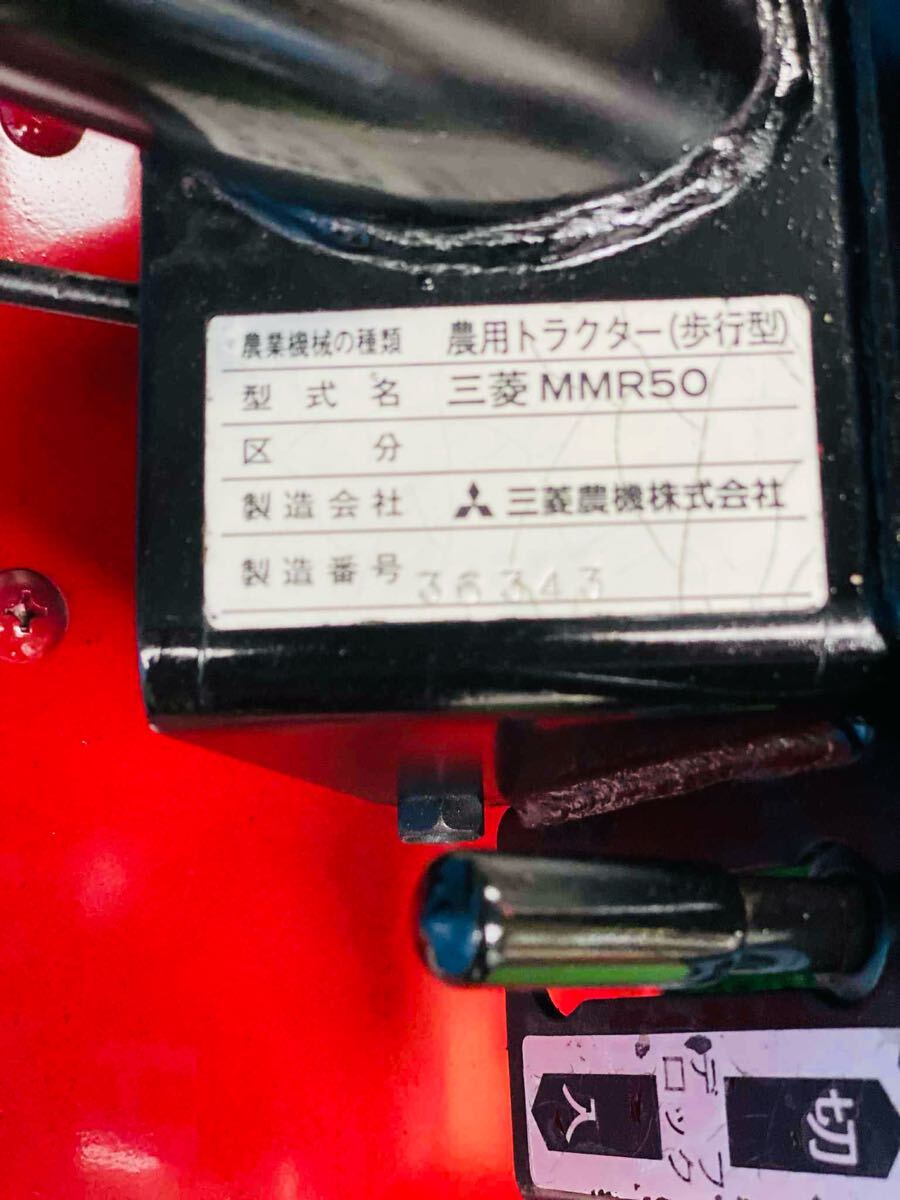 農業機械の種類 農用トラクター(歩行型)
型式名 三菱MMR50
区分
製造会社 三菱農機株式会社
製造番号 36343
デフロック
入
切